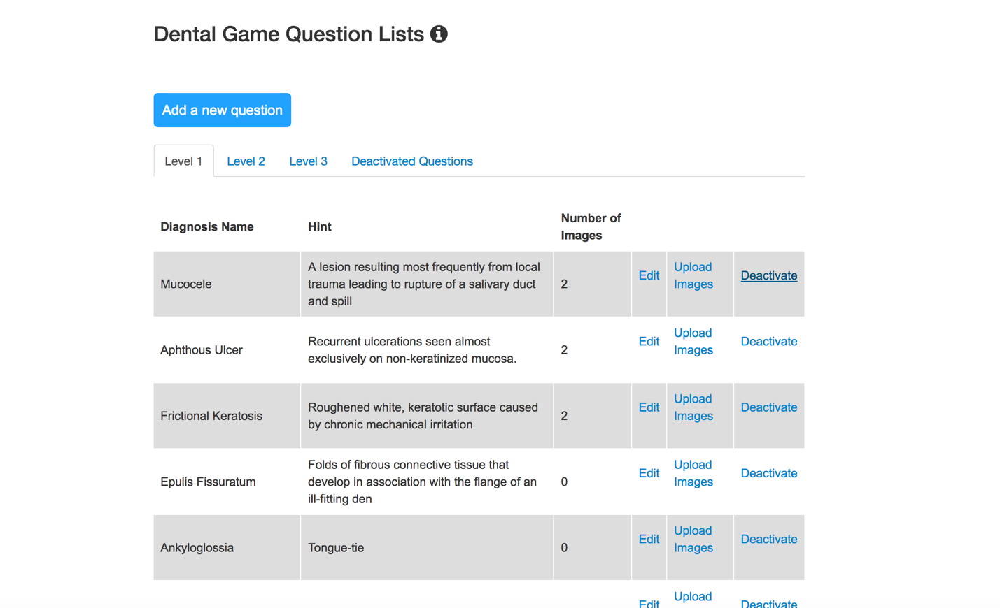 Dental Game Question Lists
Add a new question
Level 1 Level 2 Level 3 Deactivated Questions
Diagnosis Name Hint Number of
Images
Mucocele A lesion resulting most frequently from local
trauma leading to rupture of a salivary duct
and spill 2 Edit Upload
Images Deactivate
Aphthous Ulcer Recurrent ulcerations seen almost
exclusively on non-keratinized mucosa. 2 Edit Upload
Images Deactivate
Frictional Keratosis Roughened white, keratotic surface caused
by chronic mechanical irritation 2 Edit Upload
Images Deactivate
Epulis Fissuratum Folds of fibrous connective tissue that
develop in association with the flange of an
ill-fitting den 0 Edit Upload
Images Deactivate
Ankyloglossia Tongue-tie 0 Edit Upload
Images Deactivate
Edit Upload Deactivate